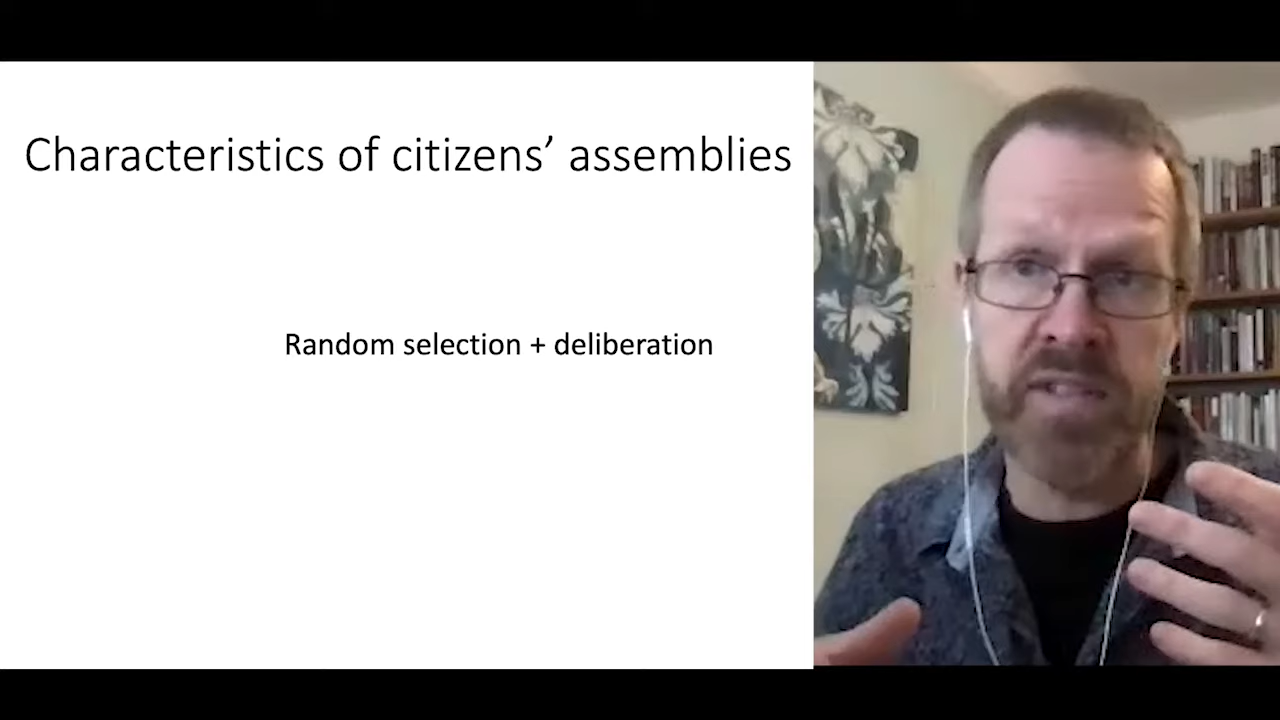 Characteristics of citizens’ assemblies
Random selection + deliberation